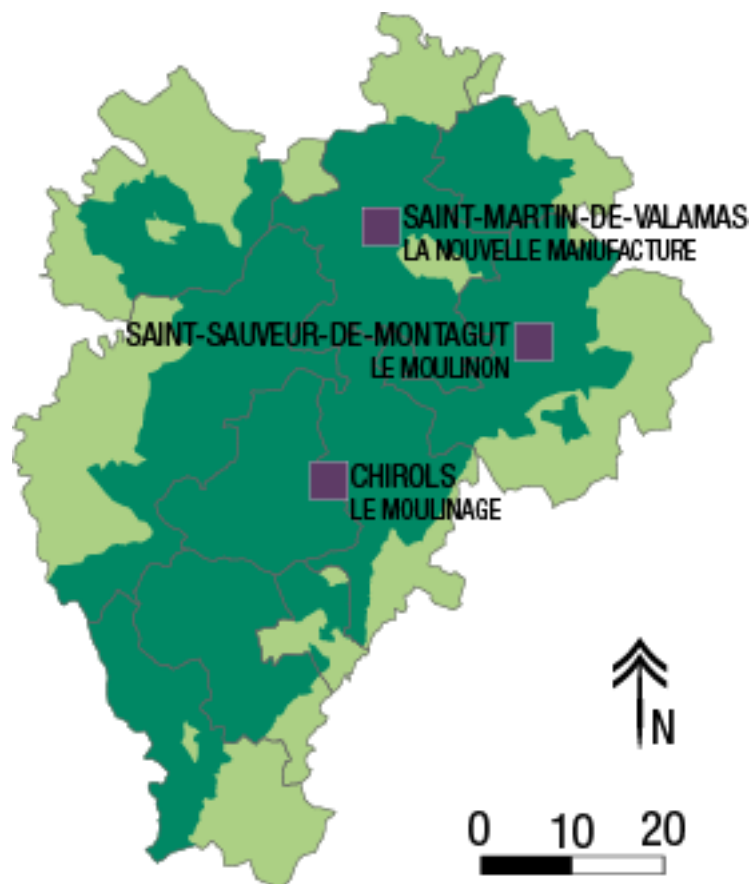 SAINT-MARTIN-DE-VALAMAS
LA NOUVELLE MANUFACTURE
SAINT-SAUVEUR-DE-MONTAGUT
LE MOULINON
CHIROLS
LE MOULINAGE
N
0 10 20